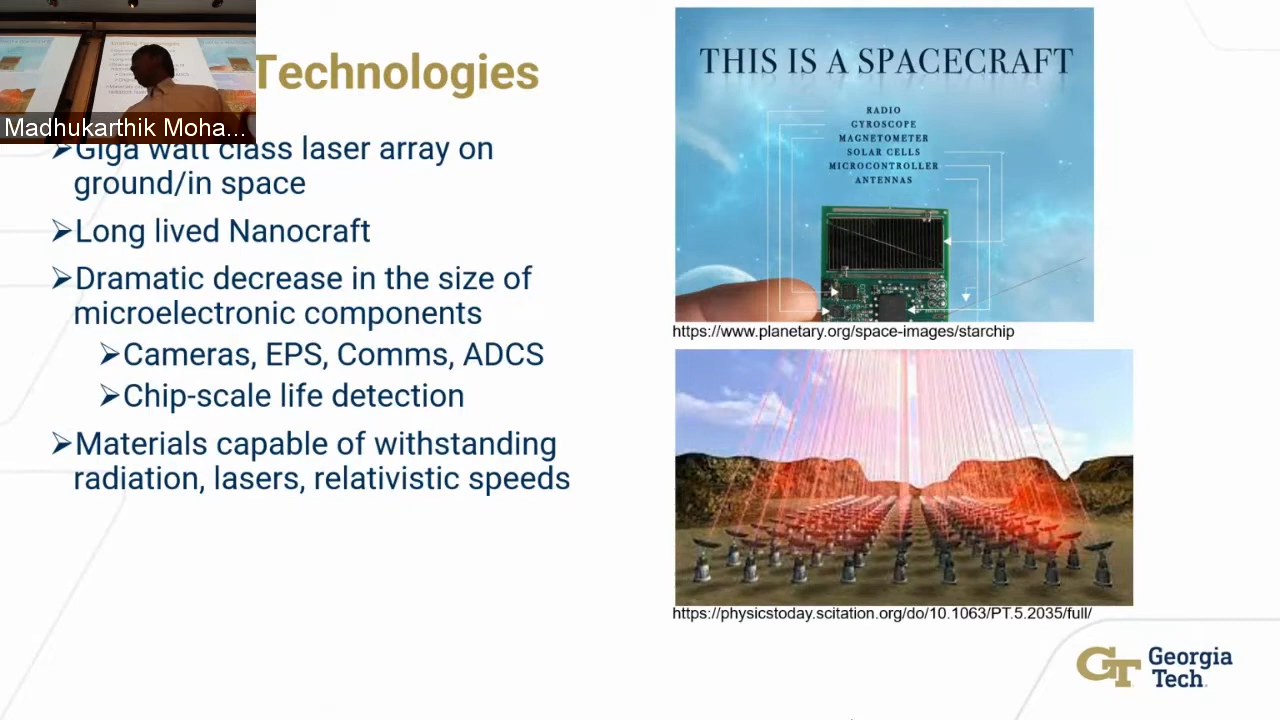 Technologies
Madhukarthik Moha...
➢Giga watt class laser array on
ground/in space
➢Long lived Nanocraft
➢Dramatic decrease in the size of
microelectronic components
➢Cameras, EPS, Comms, ADCS
➢Chip-scale life detection
➢Materials capable of withstanding
radiation, lasers, relativistic speeds
THIS IS A SPACECRAFT
RADIO
GYROSCOPE
MAGNETOMETER
SOLAR CELLS
MICROCONTROLLER
ANTENNAS
https://www.planetary.org/space-images/starchip
https://physicstoday.scitation.org/do/10.1063/PT.5.2035/full/
GT Georgia
Tech